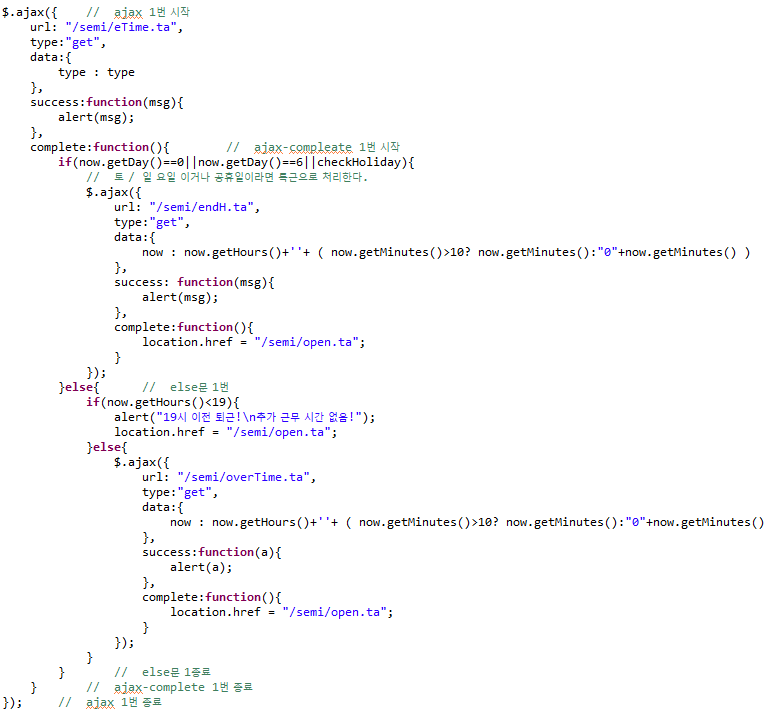 $.ajax({    //  ajax 1번 시작
    url: "/semi/eTime.ta",
    type:"get",
    data:{
        type : type
    },
    success:function(msg){
        alert(msg);
    },
    complete:function(){        //  ajax-compleate 1번 시작
        if(now.getDay()==0||now.getDay()==6||checkHoliday){
            //  토 / 일 요일 이거나 공휴일이라면 특근으로 처리한다.
            $.ajax({
                url: "/semi/endH.ta",
                type:"get",
                data:{
                    now : now.getHours()+''+ ( now.getMinutes()>10? now.getMinutes():"0"+now.getMinutes() )
                },
                success: function(msg){
                    alert(msg);
                },
                complete:function(){
                    location.href = "/semi/open.ta";
                }
            });
        }else{      //  else문 1번
            if(now.getHours()<19){
                alert("19시 이전 퇴근!\n추가 근무 시간 없음!");
                location.href = "/semi/open.ta";
            }else{
                $.ajax({
                    url: "/semi/overTime.ta",
                    type:"get",
                    data:{
                        now : now.getHours()+''+ ( now.getMinutes()>10? now.getMinutes():"0"+now.getMinutes()
                    },
                    success:function(a){
                        alert(a);
                    },
                    complete:function(){
                        location.href = "/semi/open.ta";
                    }
                });
            }
        }       //  else문 1종료
    }       //  ajax-complete 1번 종료
});     //  ajax 1번 종료